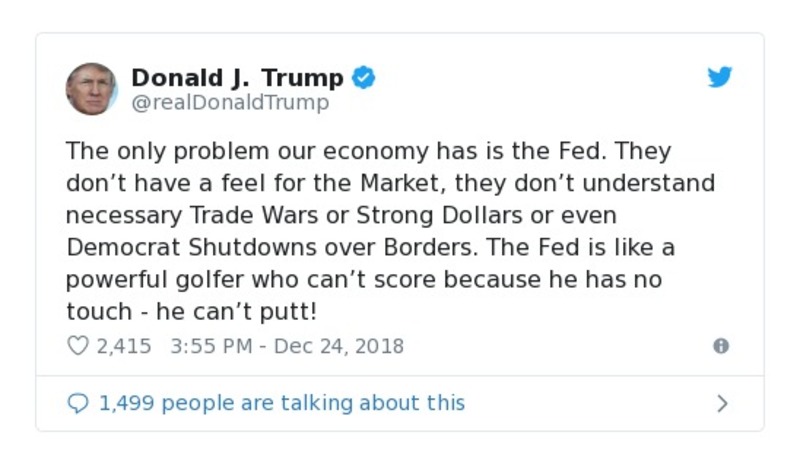 Donald J. Trump
@realDonaldTrump
The only problem our economy has is the Fed. They
don’t have a feel for the Market, they don’t understand
necessary Trade Wars or Strong Dollars or even
Democrat Shutdowns over Borders. The Fed is like a
powerful golfer who can’t score because he has no
touch - he can’t putt!
2,415 3:55 PM - Dec 24, 2018
1,499 people are talking about this